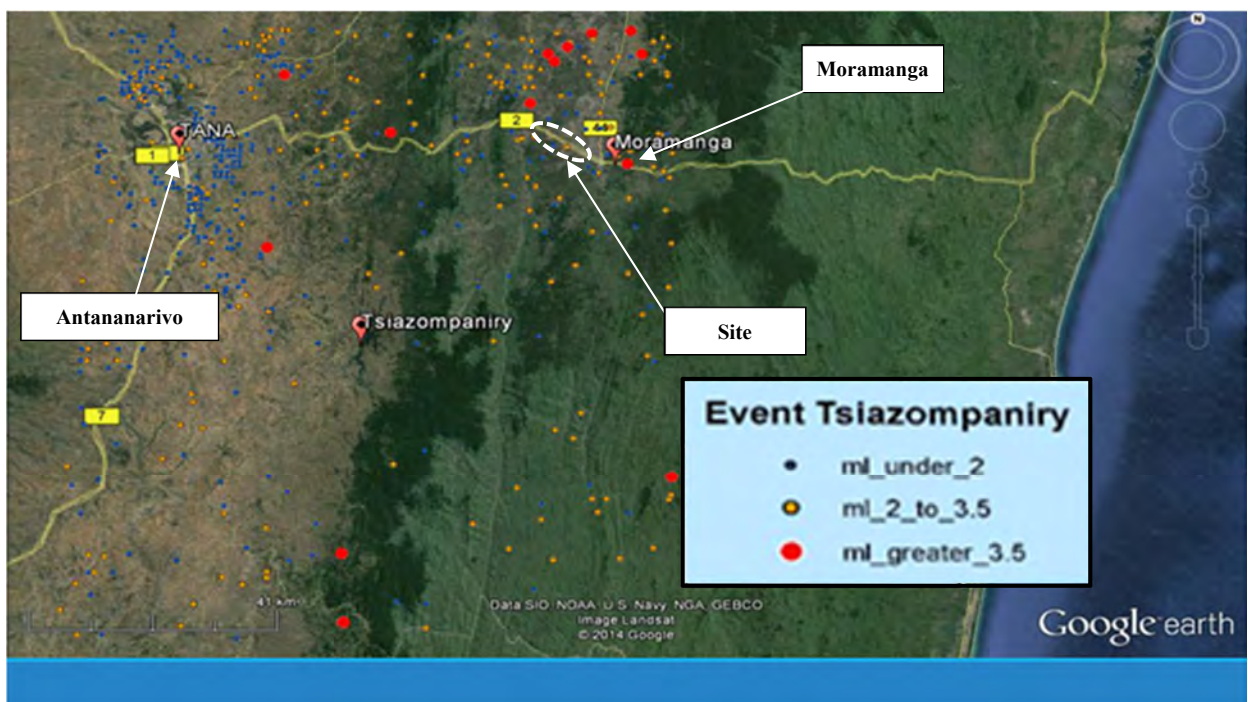 N
Moramanga
TANA
2
44
Moramanga
1
Antananarivo
Tsiazompaniry
Site
7
Event Tsiazompaniry
ml_under_2
ml_2_to_3.5
ml_greater_3.5
41 km
Data SIO, NOAA, U.S. Navy, NGA, GEBCO
Image Landsat
© 2014 Google
Google earth